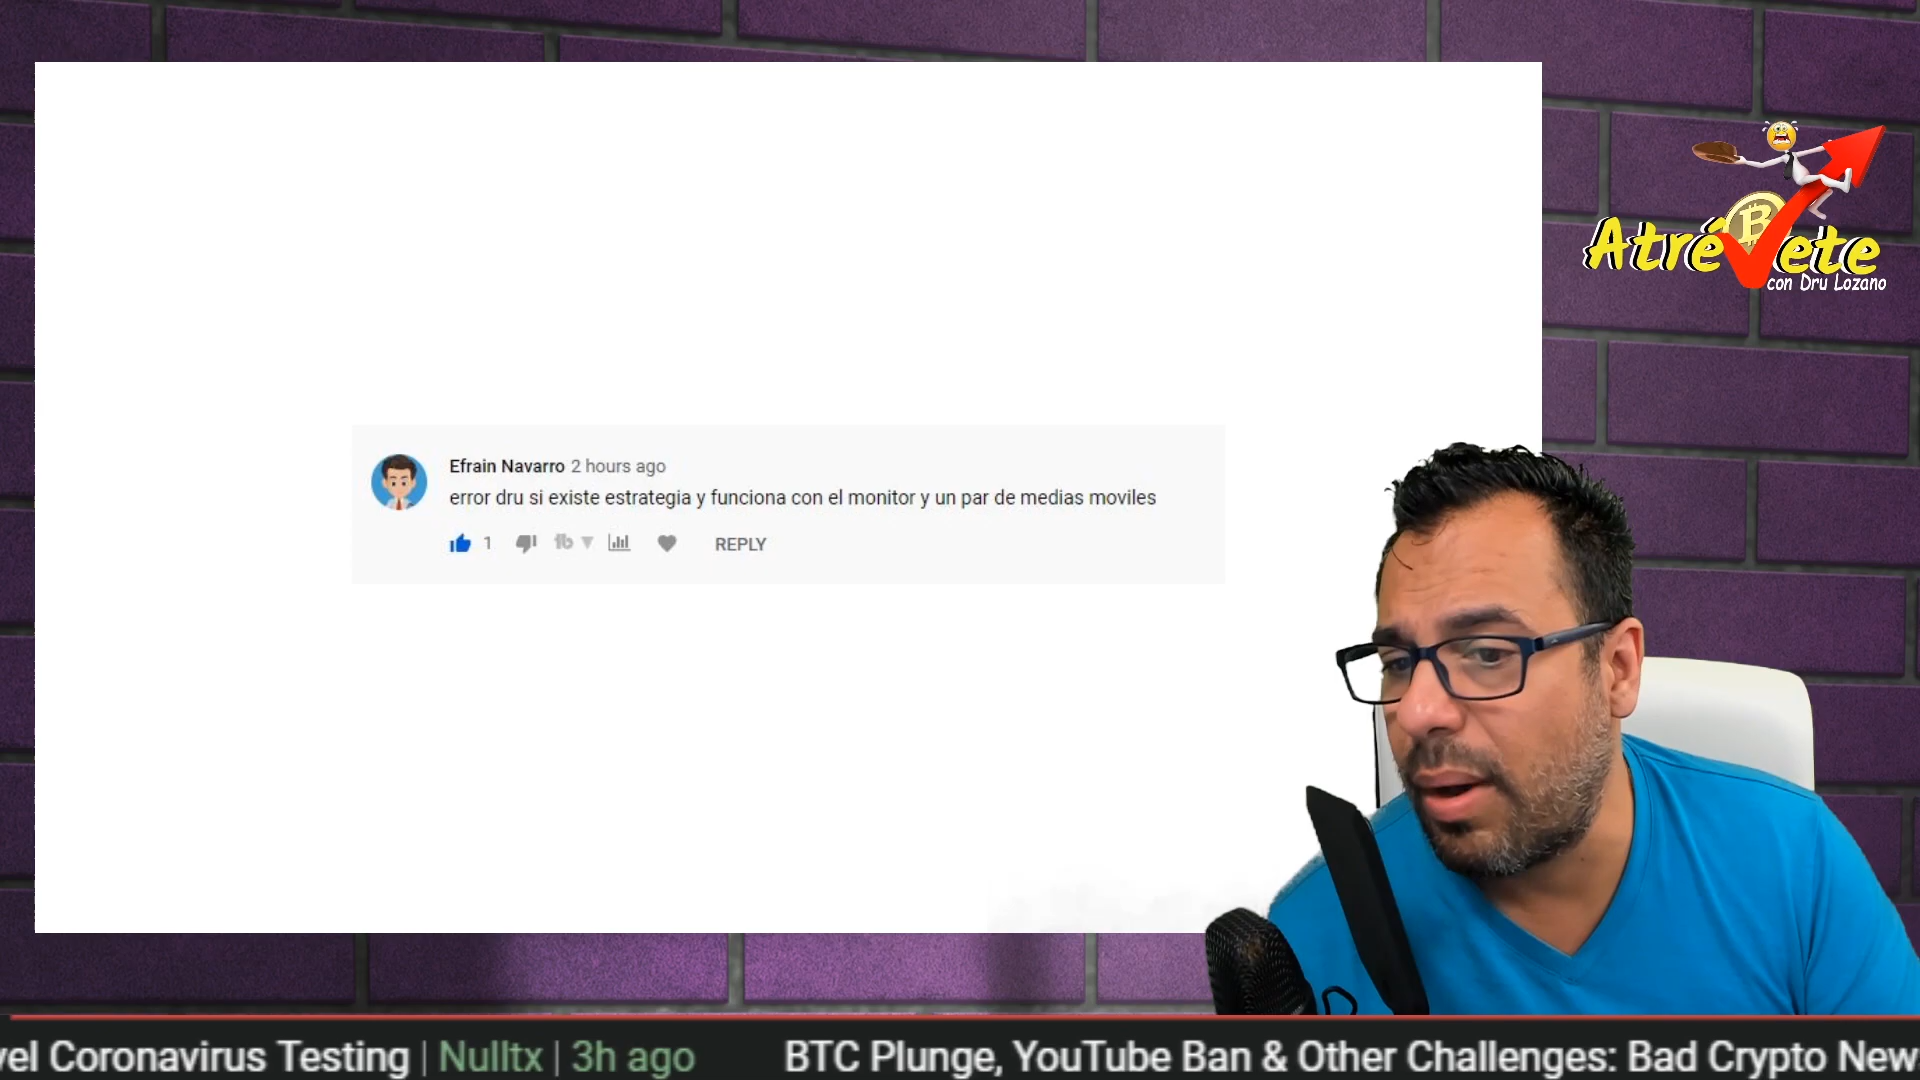 Atrévete
con Dru Lozano
Efrain Navarro 2 hours ago
error dru si existe estrategia y funciona con el monitor y un par de medias moviles
1 REPLY
vel Coronavirus Testing | Nulltx | 3h ago BTC Plunge, YouTube Ban & Other Challenges: Bad Crypto New